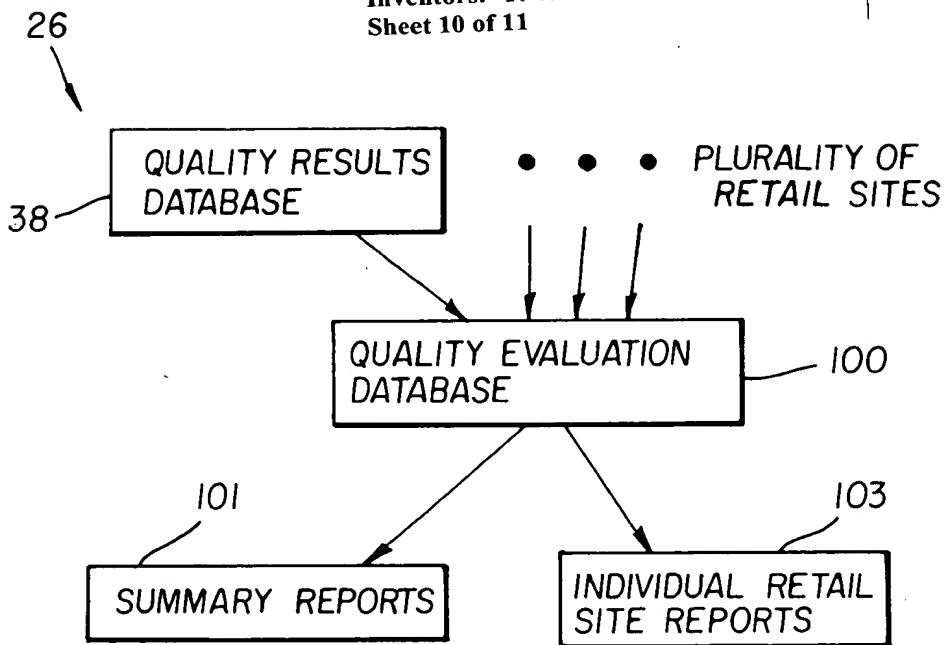 Sheet 10 of 11
26
QUALITY RESULTS
DATABASE
38
PLURALITY OF
RETAIL SITES
QUALITY EVALUATION
DATABASE
100
101
103
SUMMARY REPORTS
INDIVIDUAL RETAIL
SITE REPORTS